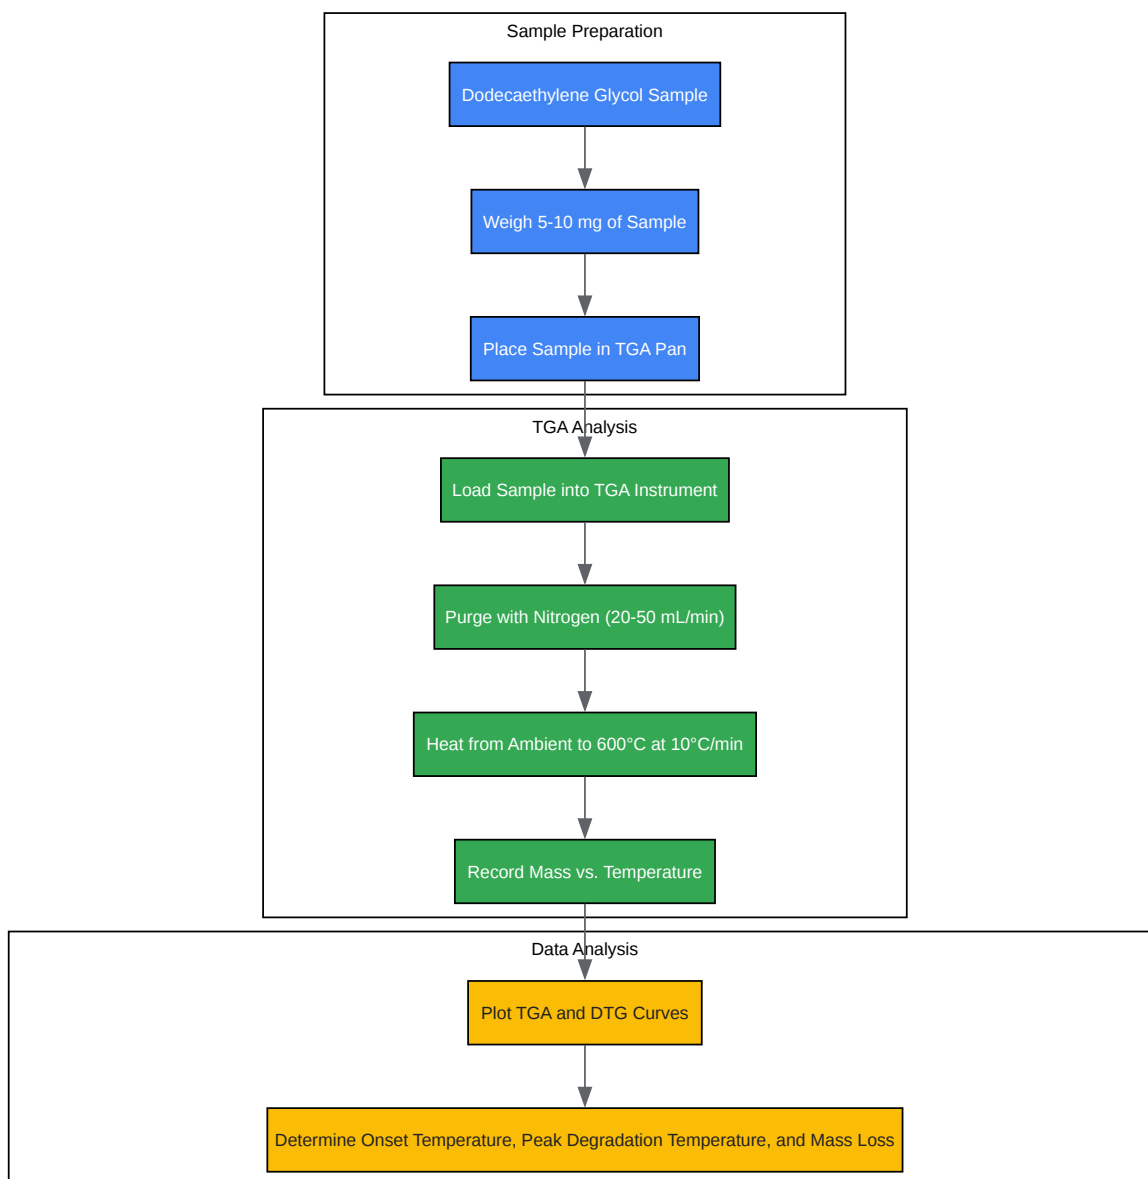 Sample Preparation
Dodecaethylene Glycol Sample
Weigh 5-10 mg of Sample
Place Sample in TGA Pan
TGA Analysis
Load Sample into TGA Instrument
Purge with Nitrogen (20-50 mL/min)
Heat from Ambient to 600°C at 10°C/min
Record Mass vs. Temperature
Data Analysis
Plot TGA and DTG Curves
Determine Onset Temperature, Peak Degradation Temperature, and Mass Loss